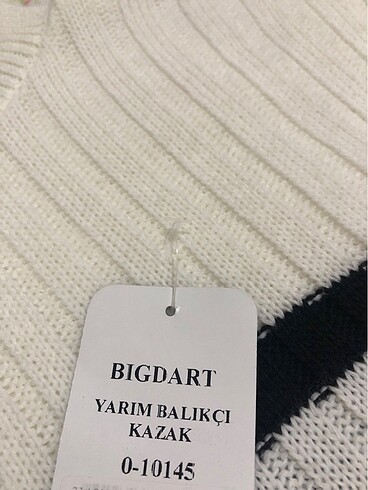 BIGDART
YARIM BALIKÇI
KAZAK
0-10145